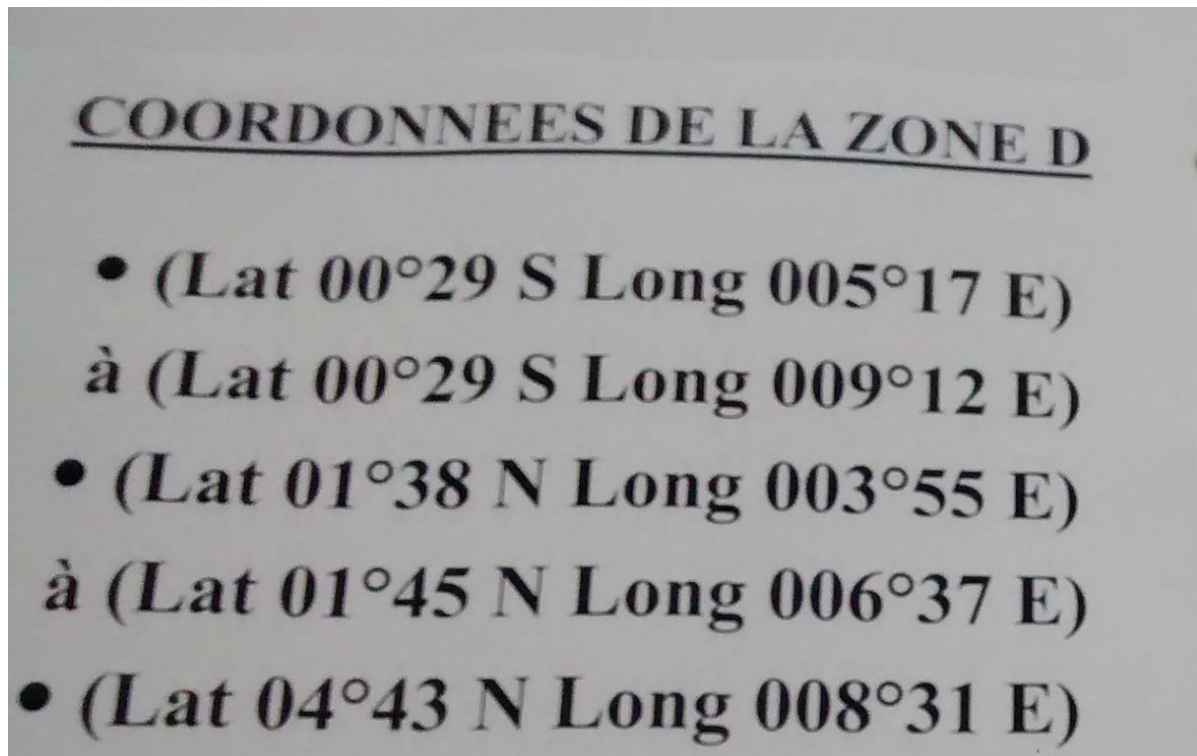 COORDONNEES DE LA ZONE D
• (Lat 00°29 S Long 005°17 E)
à (Lat 00°29 S Long 009°12 E)
• (Lat 01°38 N Long 003°55 E)
à (Lat 01°45 N Long 006°37 E)
• (Lat 04°43 N Long 008°31 E)